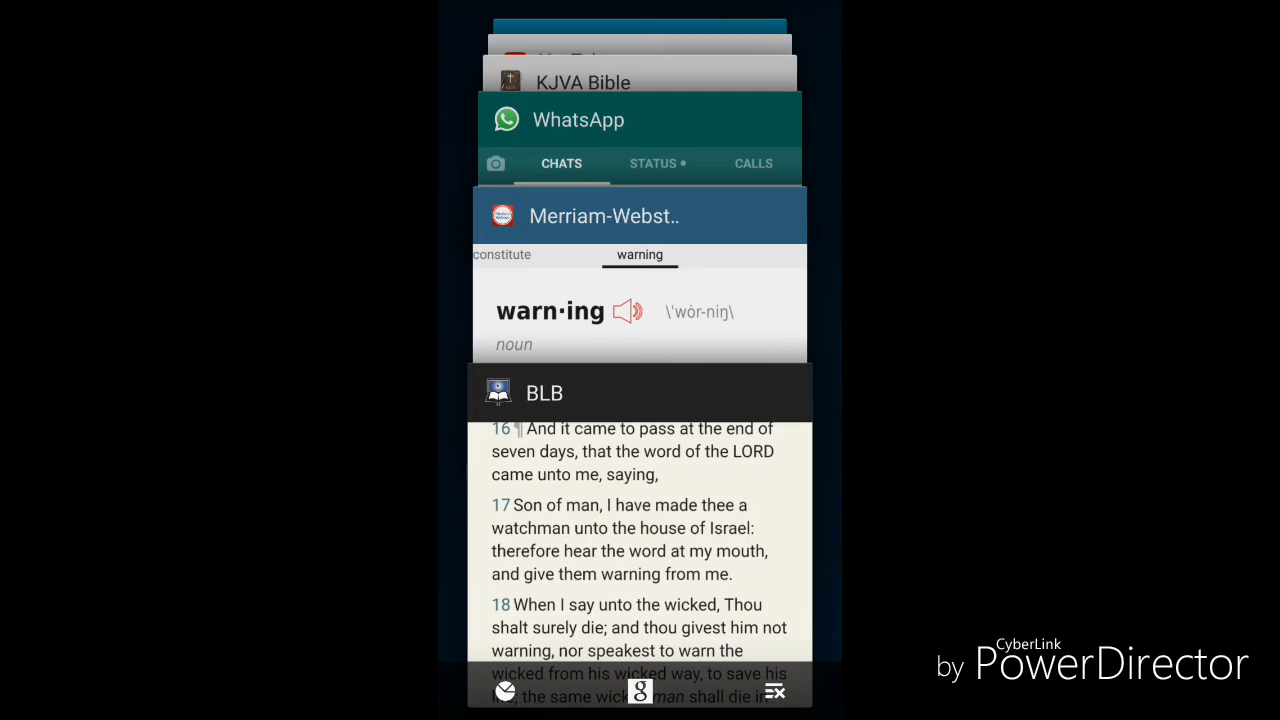 KJVA Bible
WhatsApp
CHATS
STATUS
CALLS
Merriam-Webst..
constitute
warning
warn·ing
\ˈwȯr-niŋ\
noun
BLB
16 ¶ And it came to pass at the end of
seven days, that the word of the LORD
came unto me, saying,
17 Son of man, I have made thee a
watchman unto the house of Israel:
therefore hear the word at my mouth,
and give them warning from me.
18 When I say unto the wicked, Thou
shalt surely die; and thou givest him not
warning, nor speakest to warn the
wicked from his wicked way, to save his
the same man shall die in
g
CyberLink
by PowerDirector